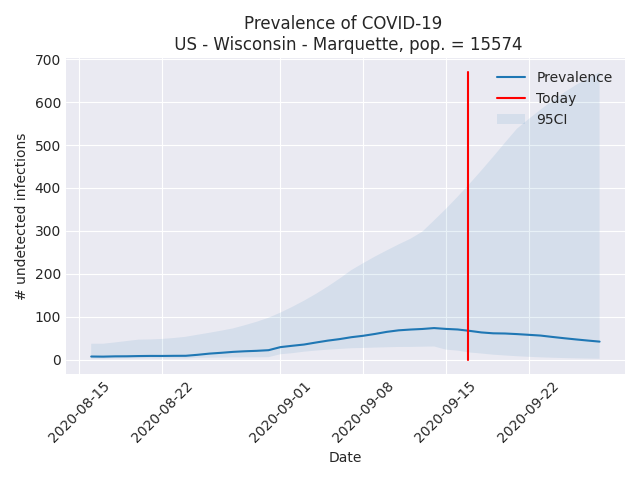 Prevalence of COVID-19
US - Wisconsin - Marquette, pop. = 15574
# undetected infections
700
600
500
400
300
200
100
0
Prevalence
Today
95CI
2020-08-15
2020-08-22
2020-09-01
2020-09-08
2020-09-15
2020-09-22
Date